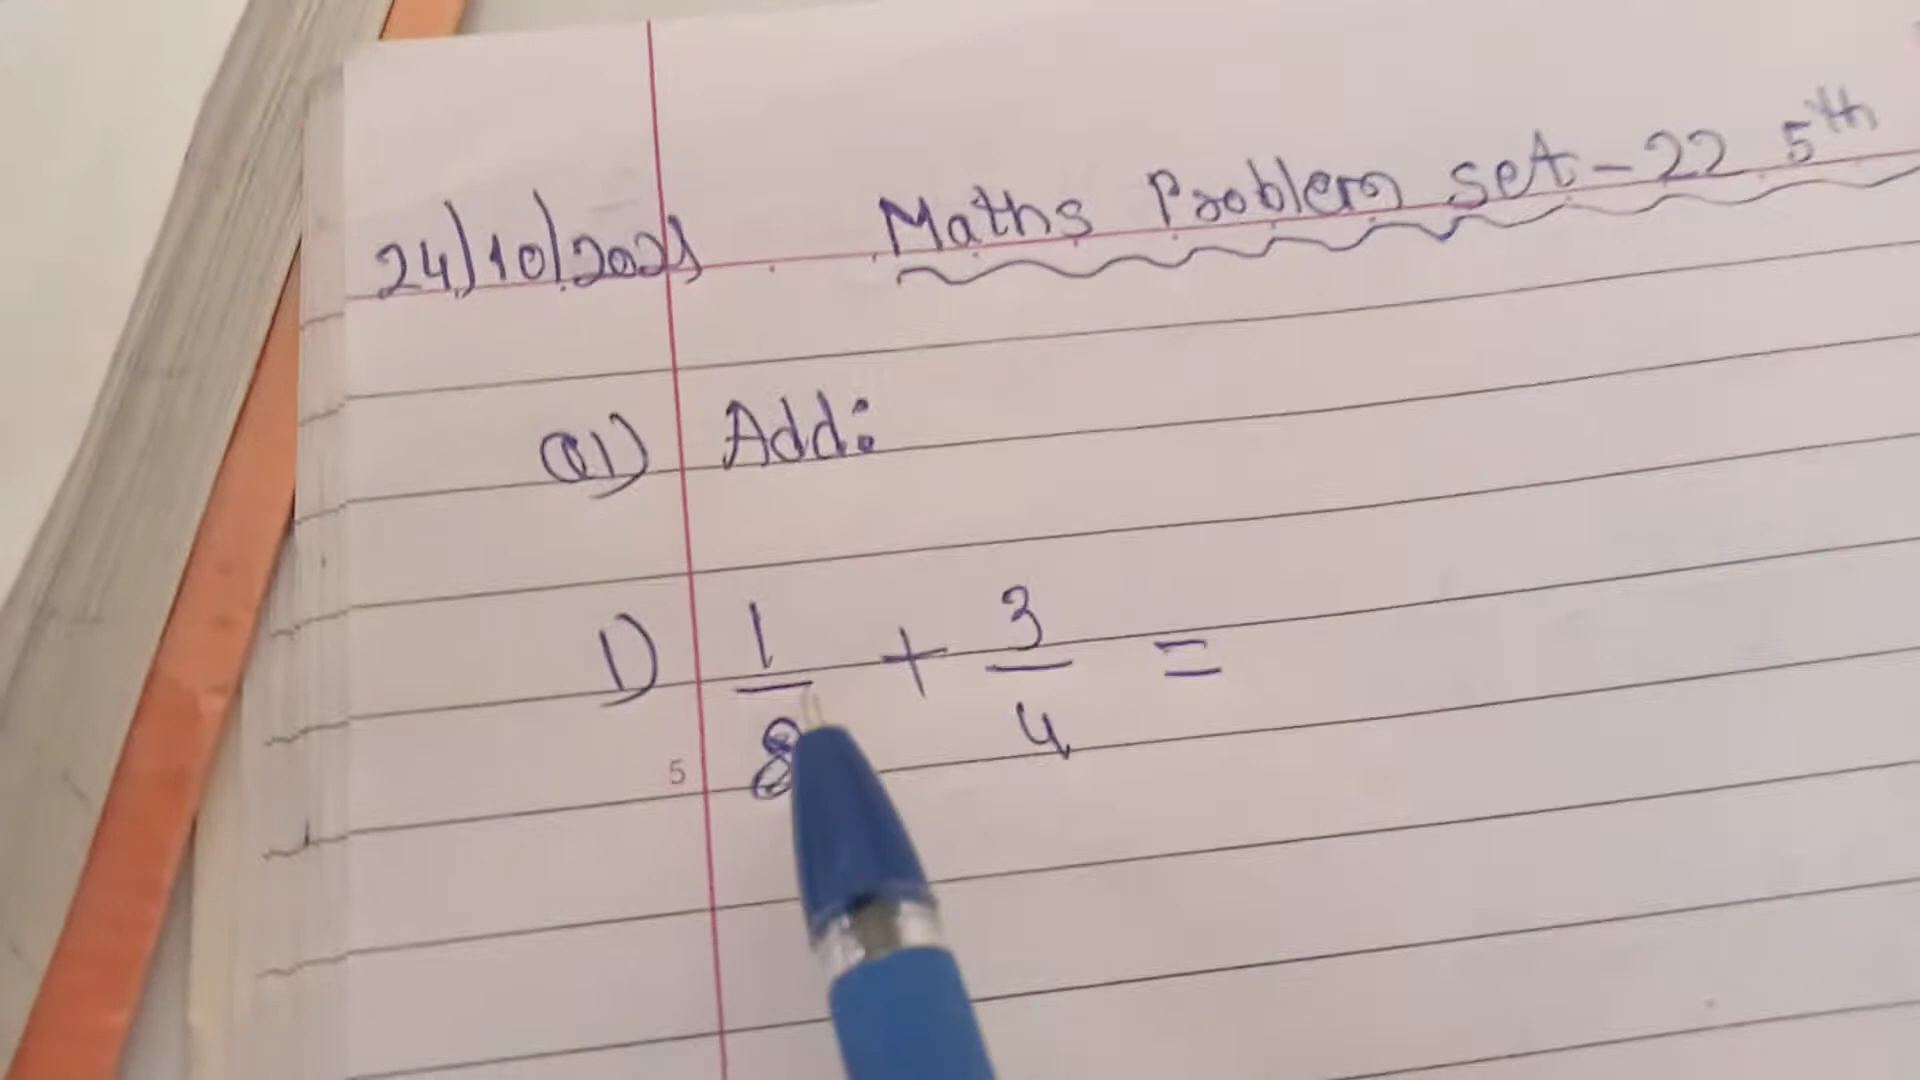 24/10/2021 Maths Problem set-22 5th
Q1) Add:
1) 1/8 + 3/4 =
5